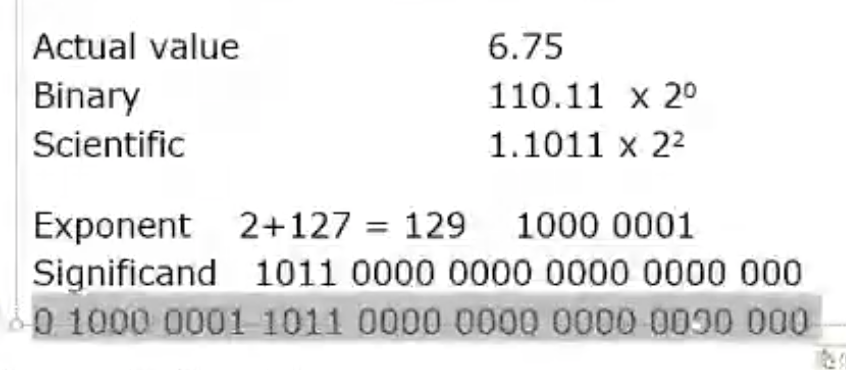 Actual value 6.75
Binary 110.11 x 2⁰
Scientific 1.1011 x 2²
Exponent 2+127 = 129 1000 0001
Significand 1011 0000 0000 0000 0000 000
0 1000 0001 1011 0000 0000 0000 0000 000